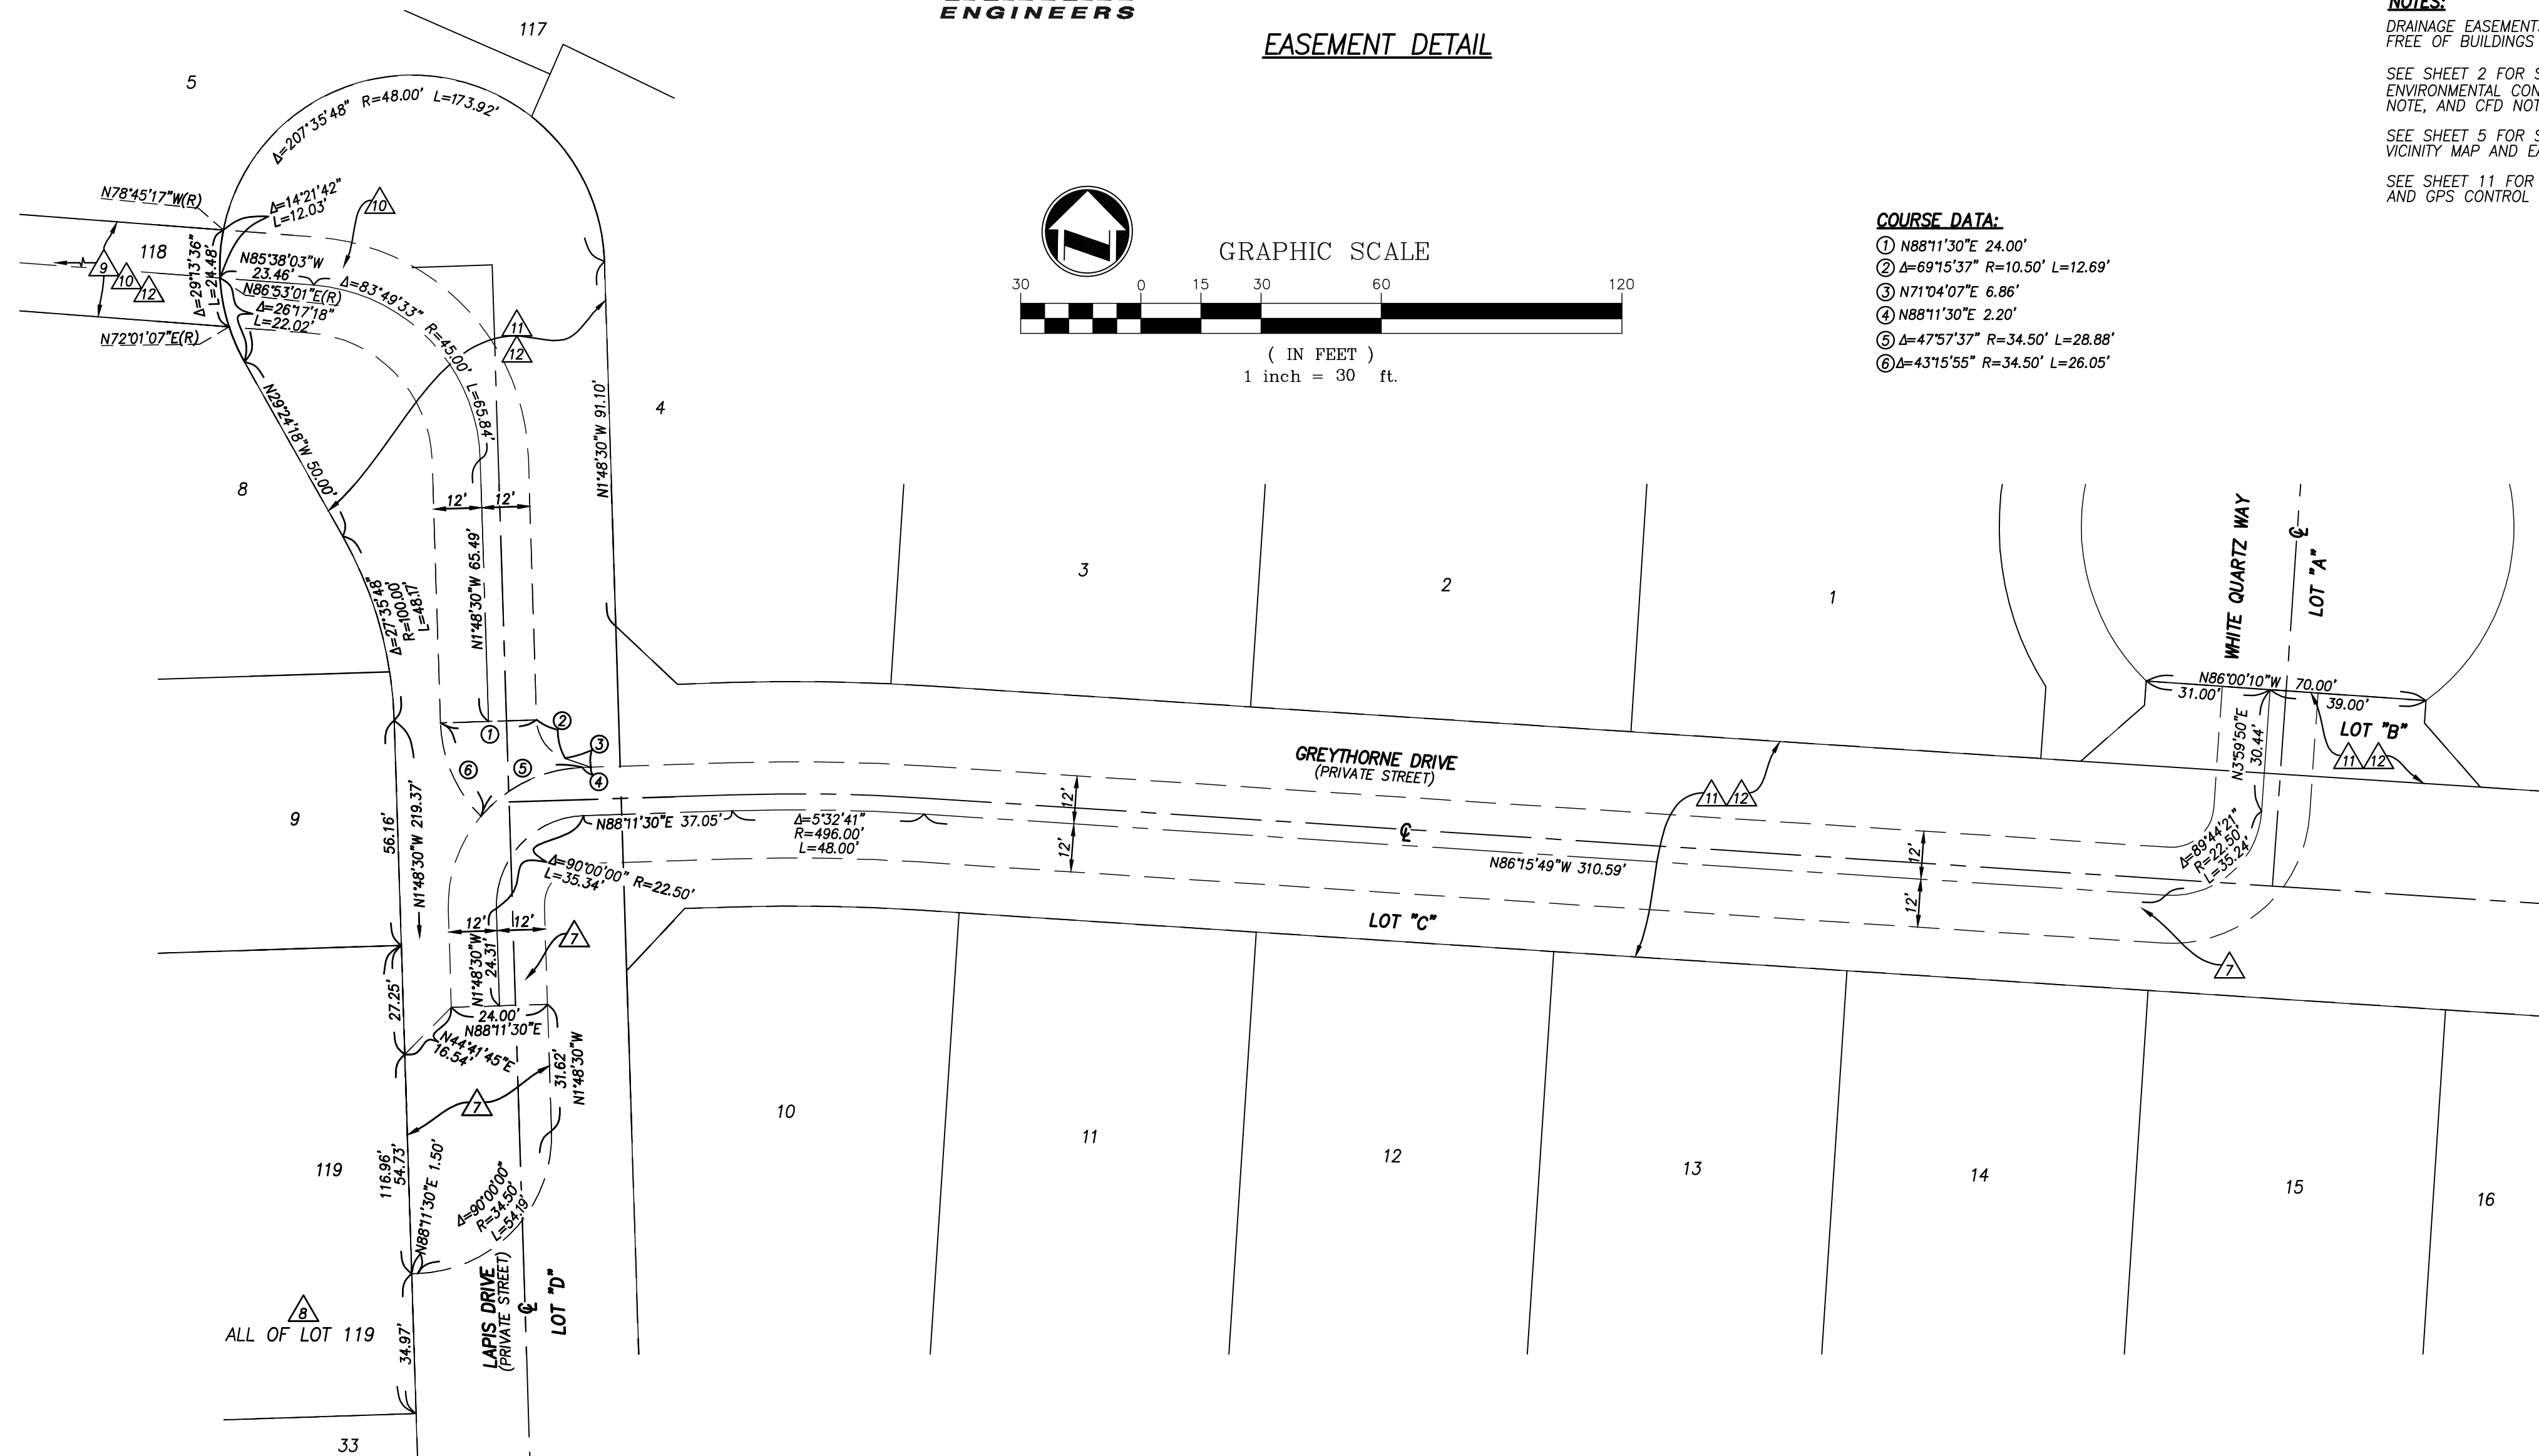 ENGINEERS
EASEMENT DETAIL
NOTES:
DRAINAGE EASEMENT
FREE OF BUILDINGS
SEE SHEET 2 FOR S
ENVIRONMENTAL CON
NOTE, AND CFD NOT
SEE SHEET 5 FOR S
VICINITY MAP AND EA
SEE SHEET 11 FOR
AND GPS CONTROL
117
5
Δ=207°35'48" R=48.00' L=173.92'
N78°45'17"W(R)
Δ=14°21'42"
L=12.03'
10
118
9
10
12
Δ=29°13'36"
L=24.48'
N85°38'03"W
23.46'
N86°53'01"E(R)
Δ=26°17'18"
L=22.02'
N72°01'07"E(R)
Δ=83°49'33" R=45.00' L=65.84'
11
12
N29°24'18"W 50.00'
N1°48'30"W 91.10'
4
8
12' 12'
N1°48'30"W 65.49'
Δ=27°35'48"
R=100.00'
L=48.17'
GRAPHIC SCALE
30 0 15 30 60 120
( IN FEET )
1 inch = 30 ft.
COURSE DATA:
1 N88°11'30"E 24.00'
2 Δ=69°15'37" R=10.50' L=12.69'
3 N71°04'07"E 6.86'
4 N88°11'30"E 2.20'
5 Δ=47°57'37" R=34.50' L=28.88'
6 Δ=43°15'55" R=34.50' L=26.05'
3
2
1
WHITE QUARTZ WAY
LOT "A"
N86°00'10"W 70.00'
31.00'
39.00'
LOT "B"
11 12
N3°59'50"E
30.44'
Δ=89°44'21"
R=22.50'
L=35.24'
1
2
3
4
5
6
GREYTHORNE DRIVE
(PRIVATE STREET)
11 12
12'
12'
12'
12'
N88°11'30"E 37.05'
Δ=5°32'41"
R=496.00'
L=48.00'
N86°15'49"W 310.59'
LOT "C"
7
9
56.16'
N1°48'30"W 219.37'
Δ=90°00'00" R=22.50'
L=35.34'
12' 12'
7
N1°48'30"W
24.31'
27.25'
24.00'
N88°11'30"E
N44°41'45"E
16.54'
31.62'
N1°48'30"W
7
119
116.96'
54.73'
N88°11'30"E 1.50'
Δ=90°00'00"
R=34.50'
L=54.19'
8
ALL OF LOT 119
34.97'
LAPIS DRIVE
(PRIVATE STREET)
LOT "D"
33
10
11
12
13
14
15
16